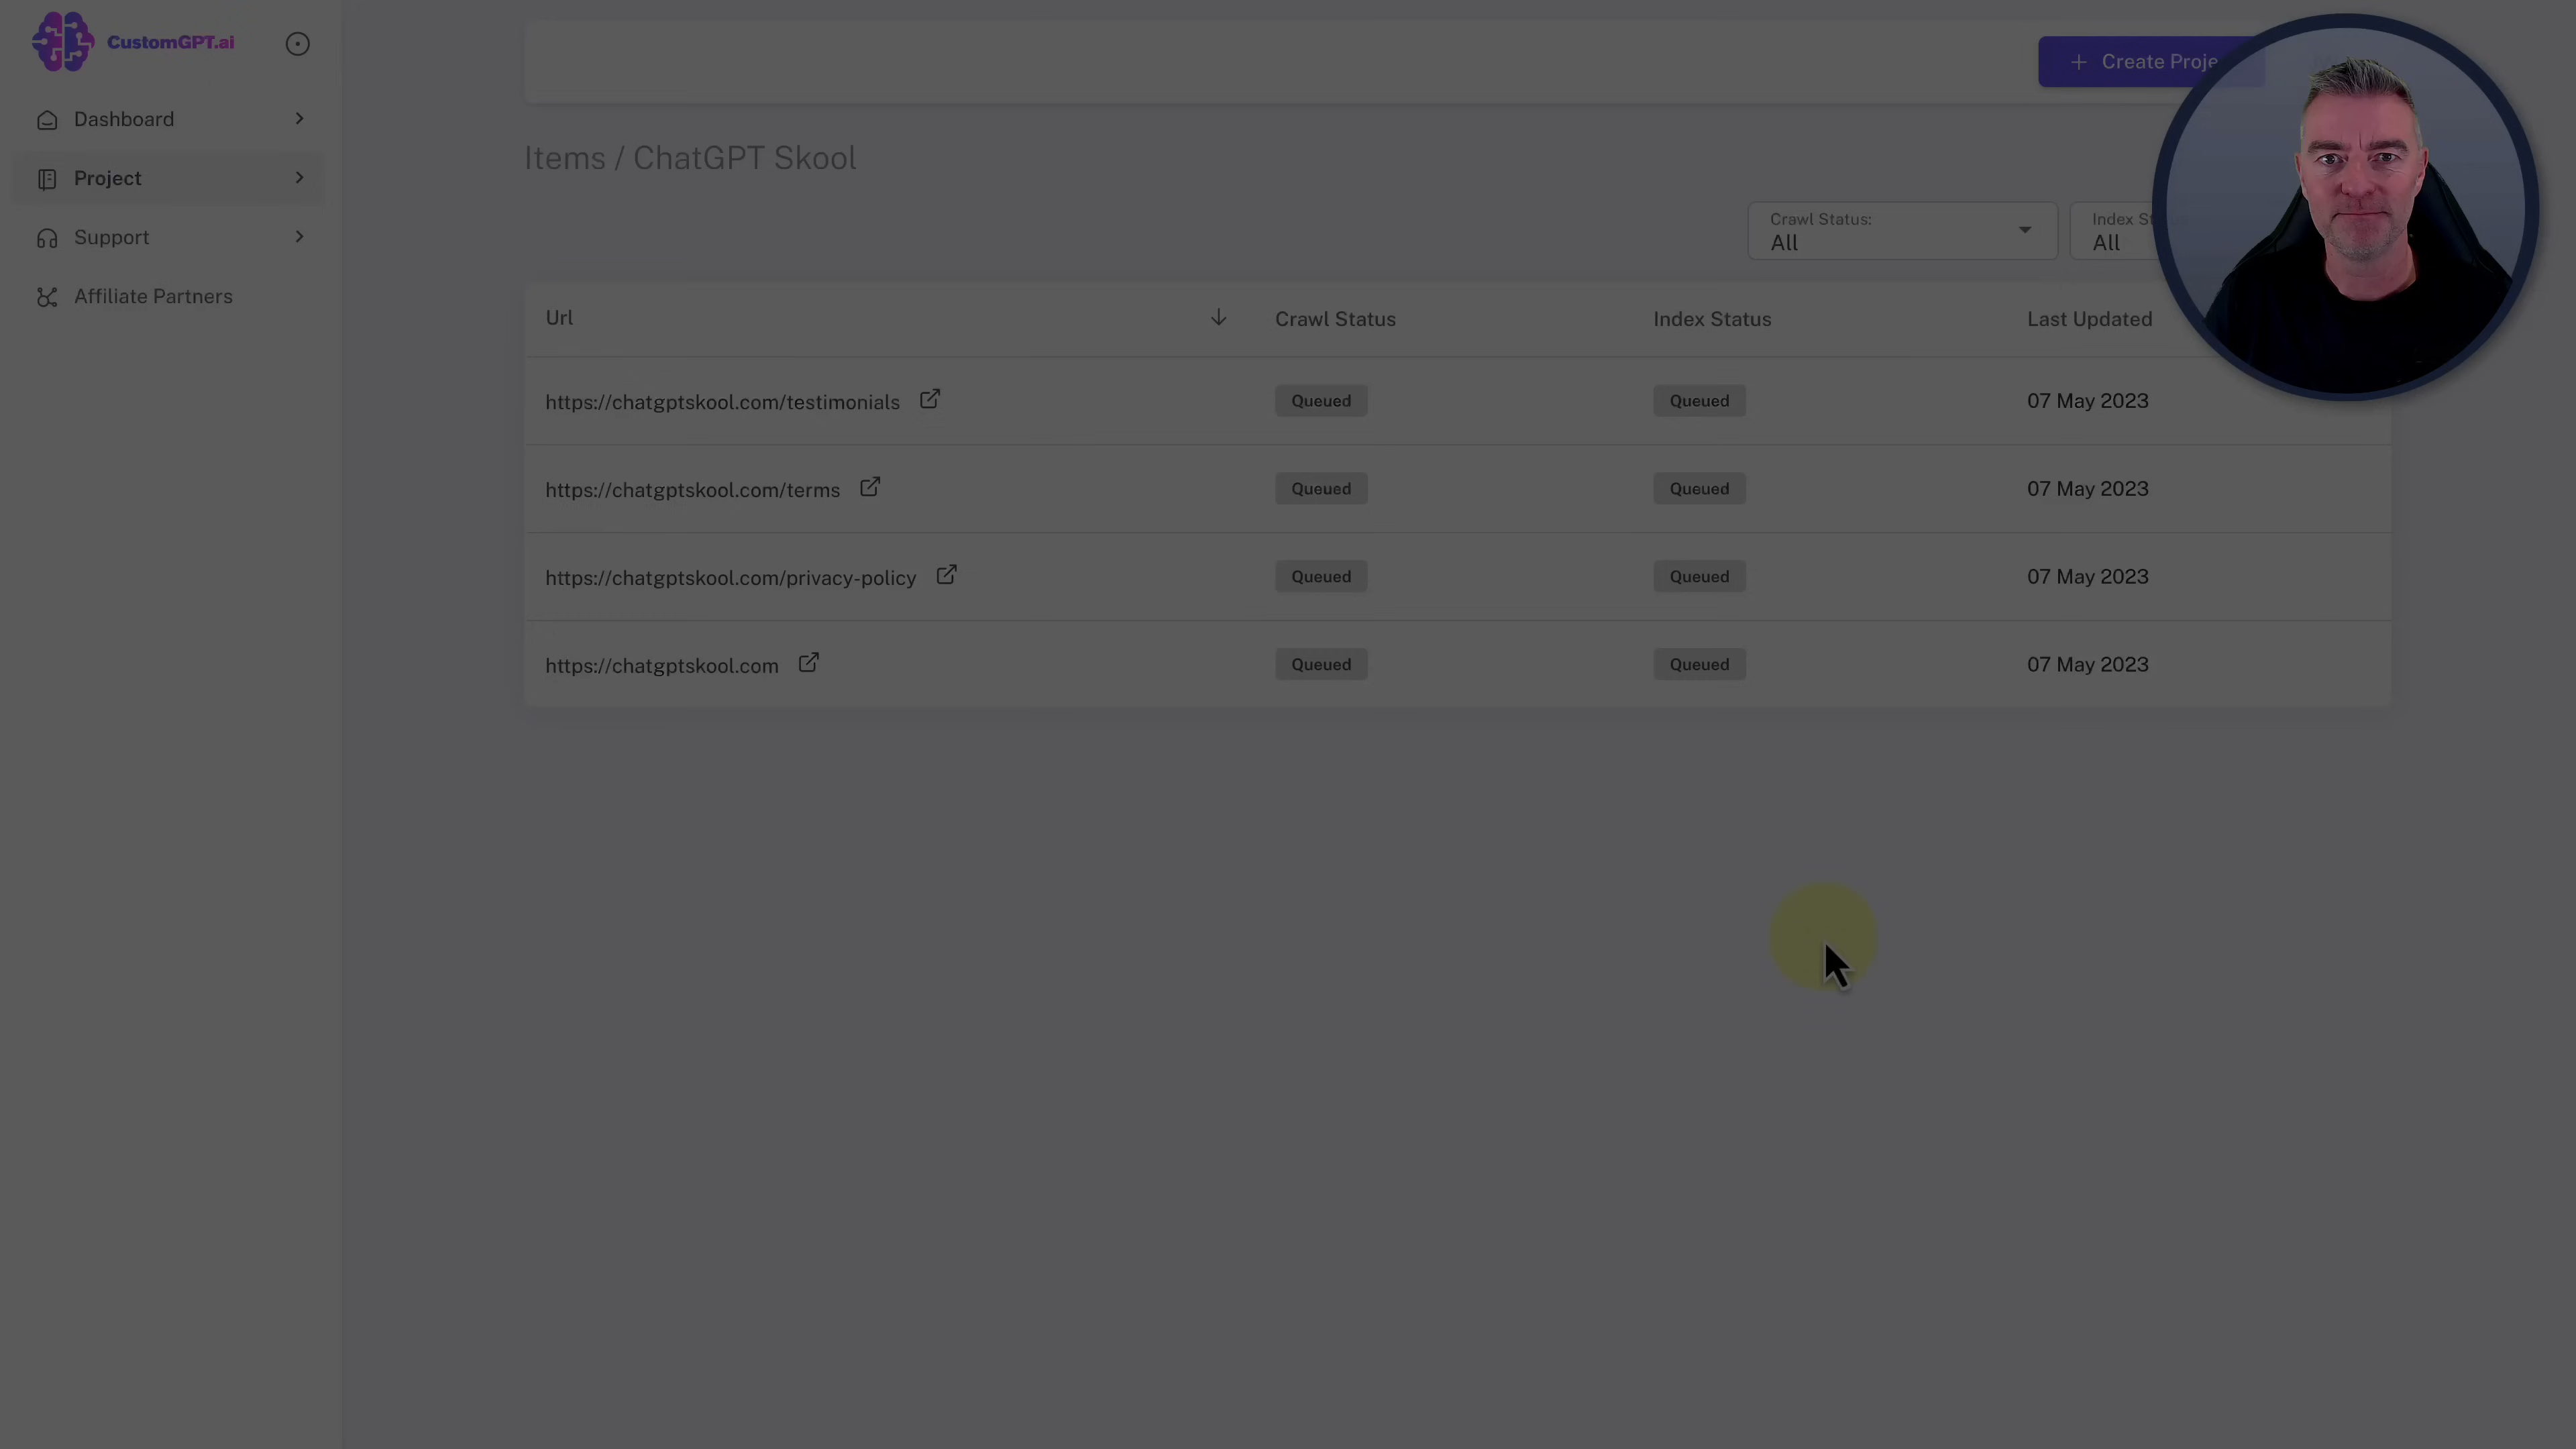 CustomGPT.ai
Dashboard
Project
Support
Affiliate Partners
+ Create Proje
Items / ChatGPT Skool
Crawl Status:
All
Index St
All
Url
Crawl Status
Index Status
Last Updated
https://chatgptskool.com/testimonials Queued Queued 07 May 2023
https://chatgptskool.com/terms Queued Queued 07 May 2023
https://chatgptskool.com/privacy-policy Queued Queued 07 May 2023
https://chatgptskool.com Queued Queued 07 May 2023